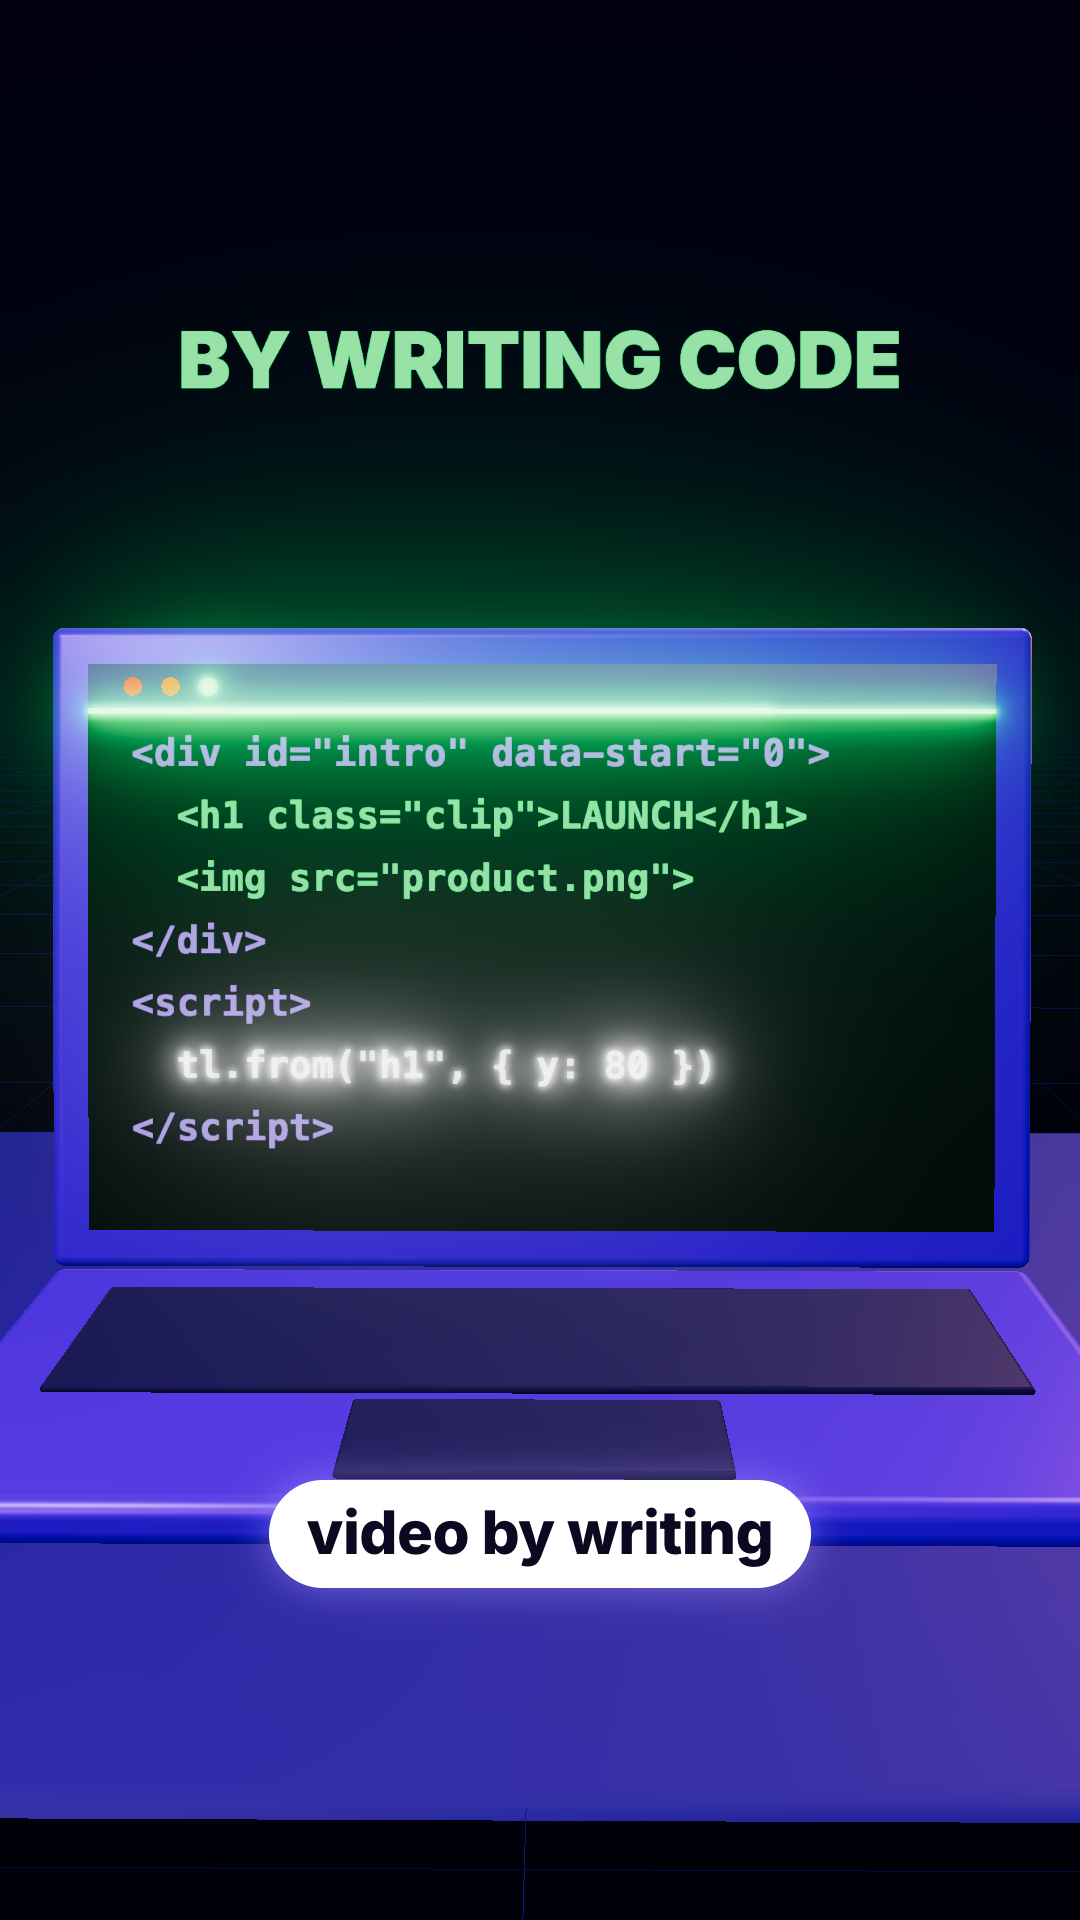 BY WRITING CODE
<div id="intro" data-start="0">
<h1 class="clip">LAUNCH</h1>
<img src="product.png">
</div>
<script>
tl.from("h1", { y: 80 })
</script>
video by writing